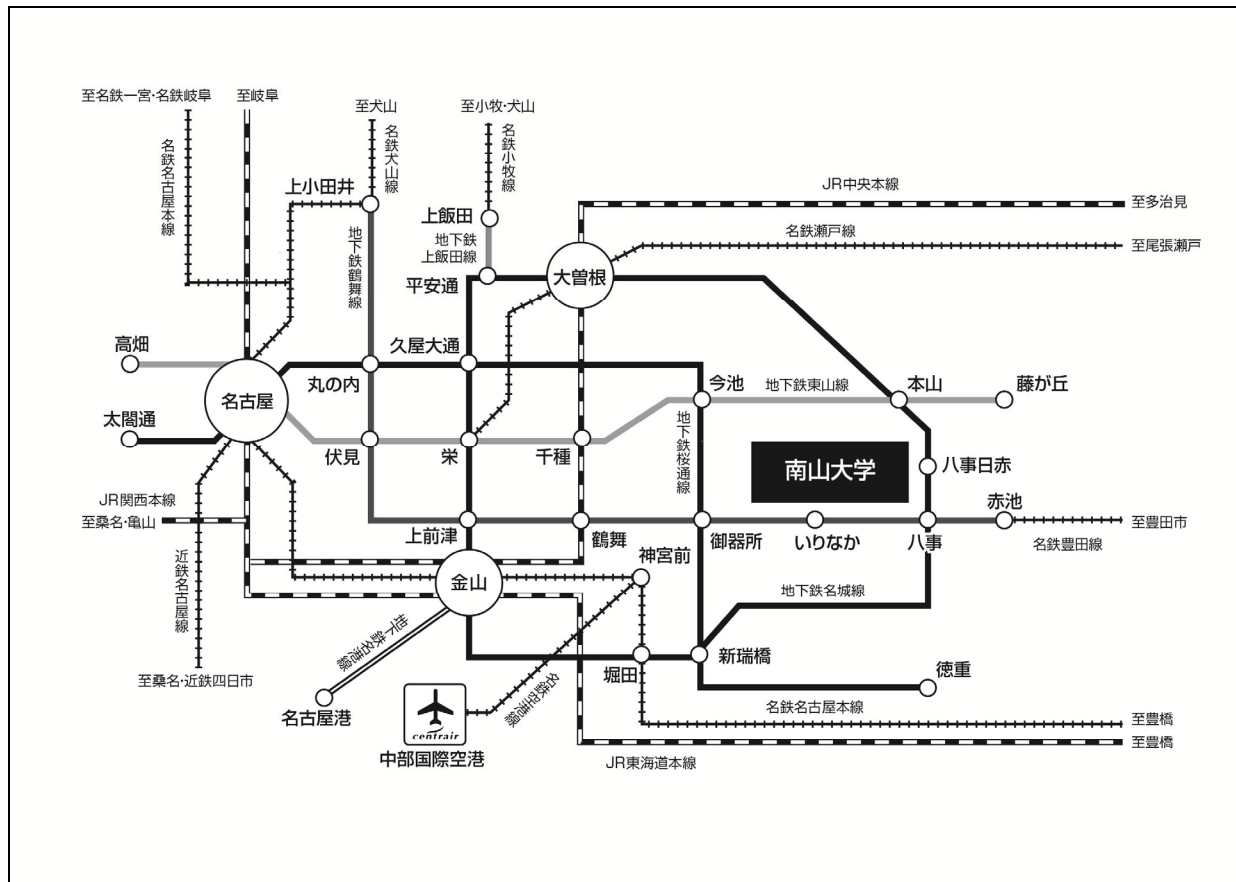 至名鉄一宮・名鉄岐阜
至岐阜
至犬山
至小牧・犬山
名鉄名古屋本線
名鉄犬山線
名鉄小牧線
JR中央本線
至多治見
上小田井
上飯田
名鉄瀬戸線
至尾張瀬戸
地下鉄鶴舞線
地下鉄
上飯田線
平安通
大曽根
高畑
久屋大通
丸の内
今池
地下鉄東山線
本山
藤が丘
名古屋
太閤通
伏見
栄
千種
地下鉄桜通線
南山大学
八事日赤
赤池
JR関西本線
至桑名・亀山
上前津
鶴舞
御器所
いりなか
八事
至豊田市
名鉄豊田線
近鉄名古屋線
神宮前
金山
地下鉄名城線
地下鉄名港線
至桑名・近鉄四日市
堀田
新瑞橋
徳重
名古屋港
名鉄空港線
名鉄名古屋本線
至豊橋
centrair
中部国際空港
至豊橋
JR東海道本線